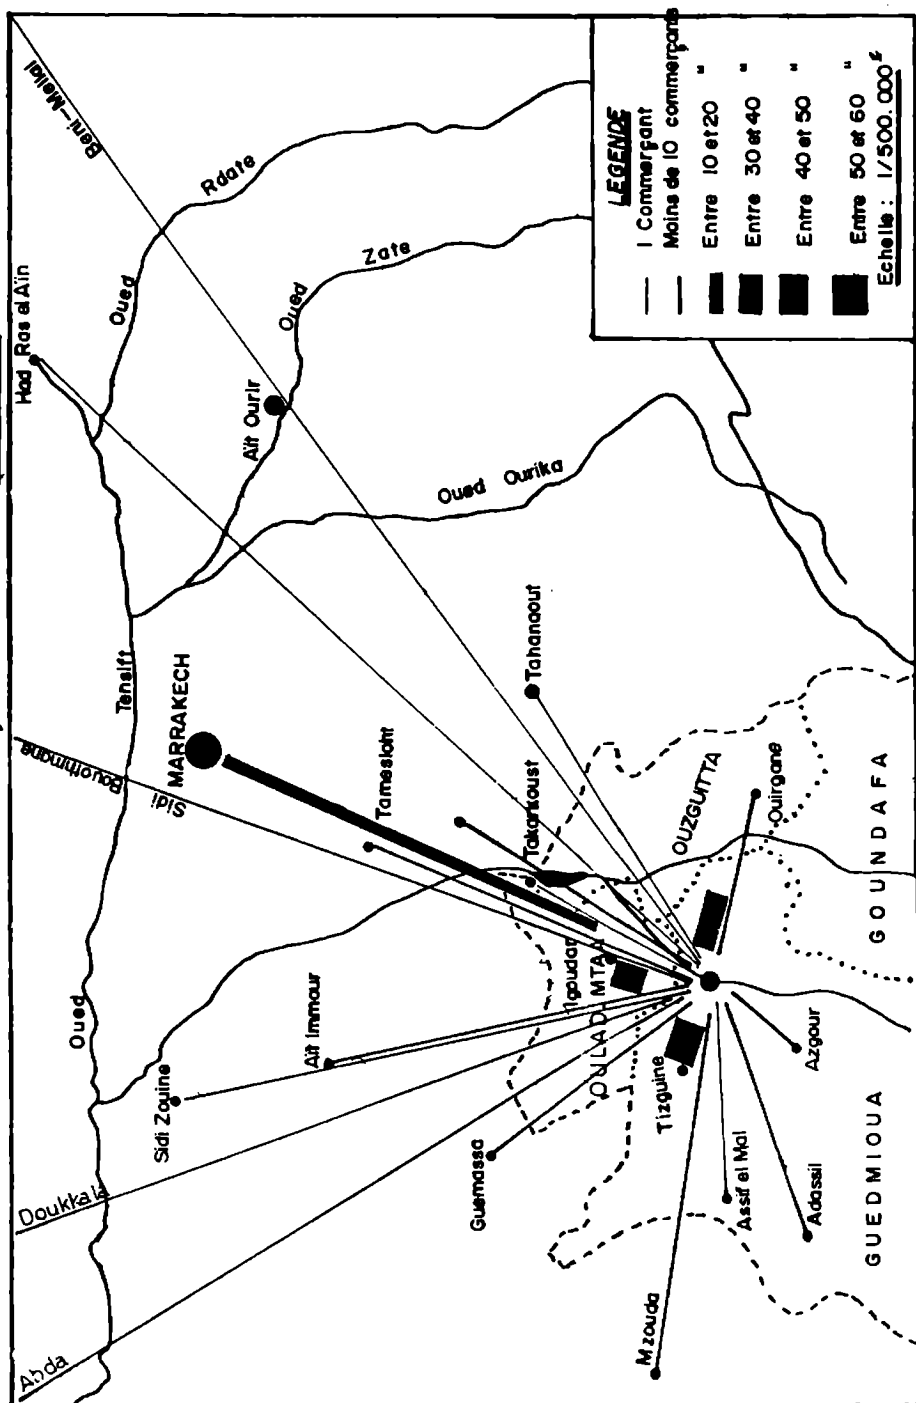 LEGENDE
1 Commerçant
Moins de 10 commerçants
Entre 10 et 20 "
Entre 30 et 40 "
Entre 40 et 50 "
Entre 50 et 60 "
Echelle : 1/500.000e
Beni-Mellal
Had Ras el Aïn
Oued Rdate
Oued Zate
Aït Ourir
Oued Ourika
Oued Tensift
MARRAKECH
Sidi Bouothmane
Tamesloht
Tahanaout
Takarkoust
OUZGUITTA
Ouirgane
GOUNDAFA
Tigoudar
OULAD MTAA
Aït Immour
Sidi Zouine
Doukkala
Abda
Guemassa
Tizguine
Azgour
Assif el Mal
Adassil
GUEDMIOUA
Mzouda